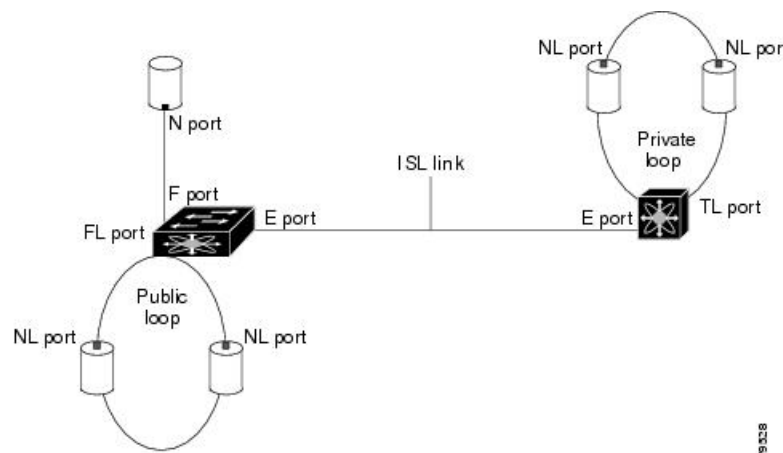 NL port
NL por
N port
Private
loop
ISL link
F port
FL port
E port
E port
TL port
Public
loop
NL port
NL port